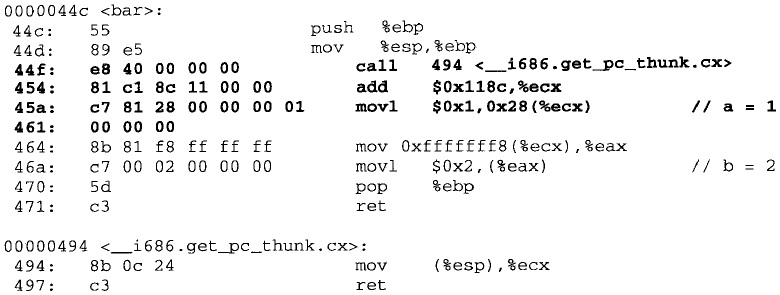 0000044c <bar>:
44c: 55 push %ebp
44d: 89 e5 mov %esp,%ebp
44f: e8 40 00 00 00 call 494 <__i686.get_pc_thunk.cx>
454: 81 c1 8c 11 00 00 add $0x118c,%ecx
45a: c7 81 28 00 00 00 01 movl $0x1,0x28(%ecx) // a = 1
461: 00 00 00
464: 8b 81 f8 ff ff ff mov 0xfffffff8(%ecx),%eax
46a: c7 00 02 00 00 00 movl $0x2,(%eax) // b = 2
470: 5d pop %ebp
471: c3 ret
00000494 <__i686.get_pc_thunk.cx>:
494: 8b 0c 24 mov (%esp),%ecx
497: c3 ret